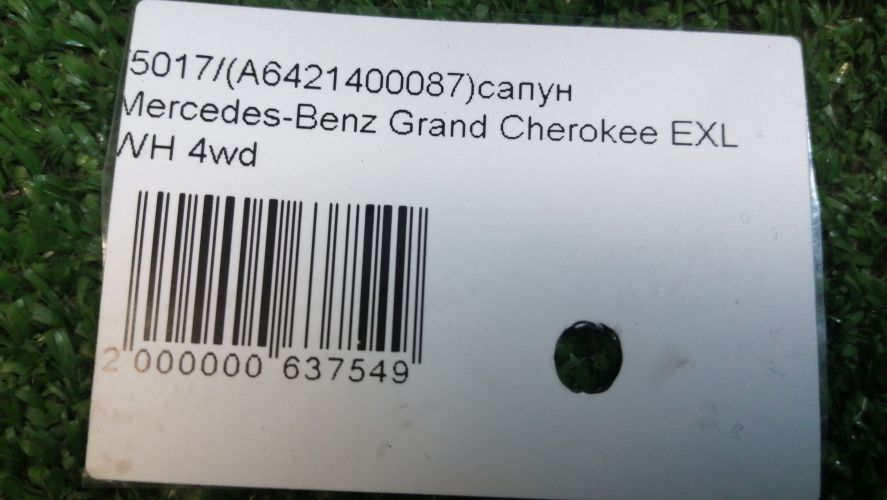 5017/(A6421400087)сапун
Mercedes-Benz Grand Cherokee EXL
WH 4wd
2 000000 637549